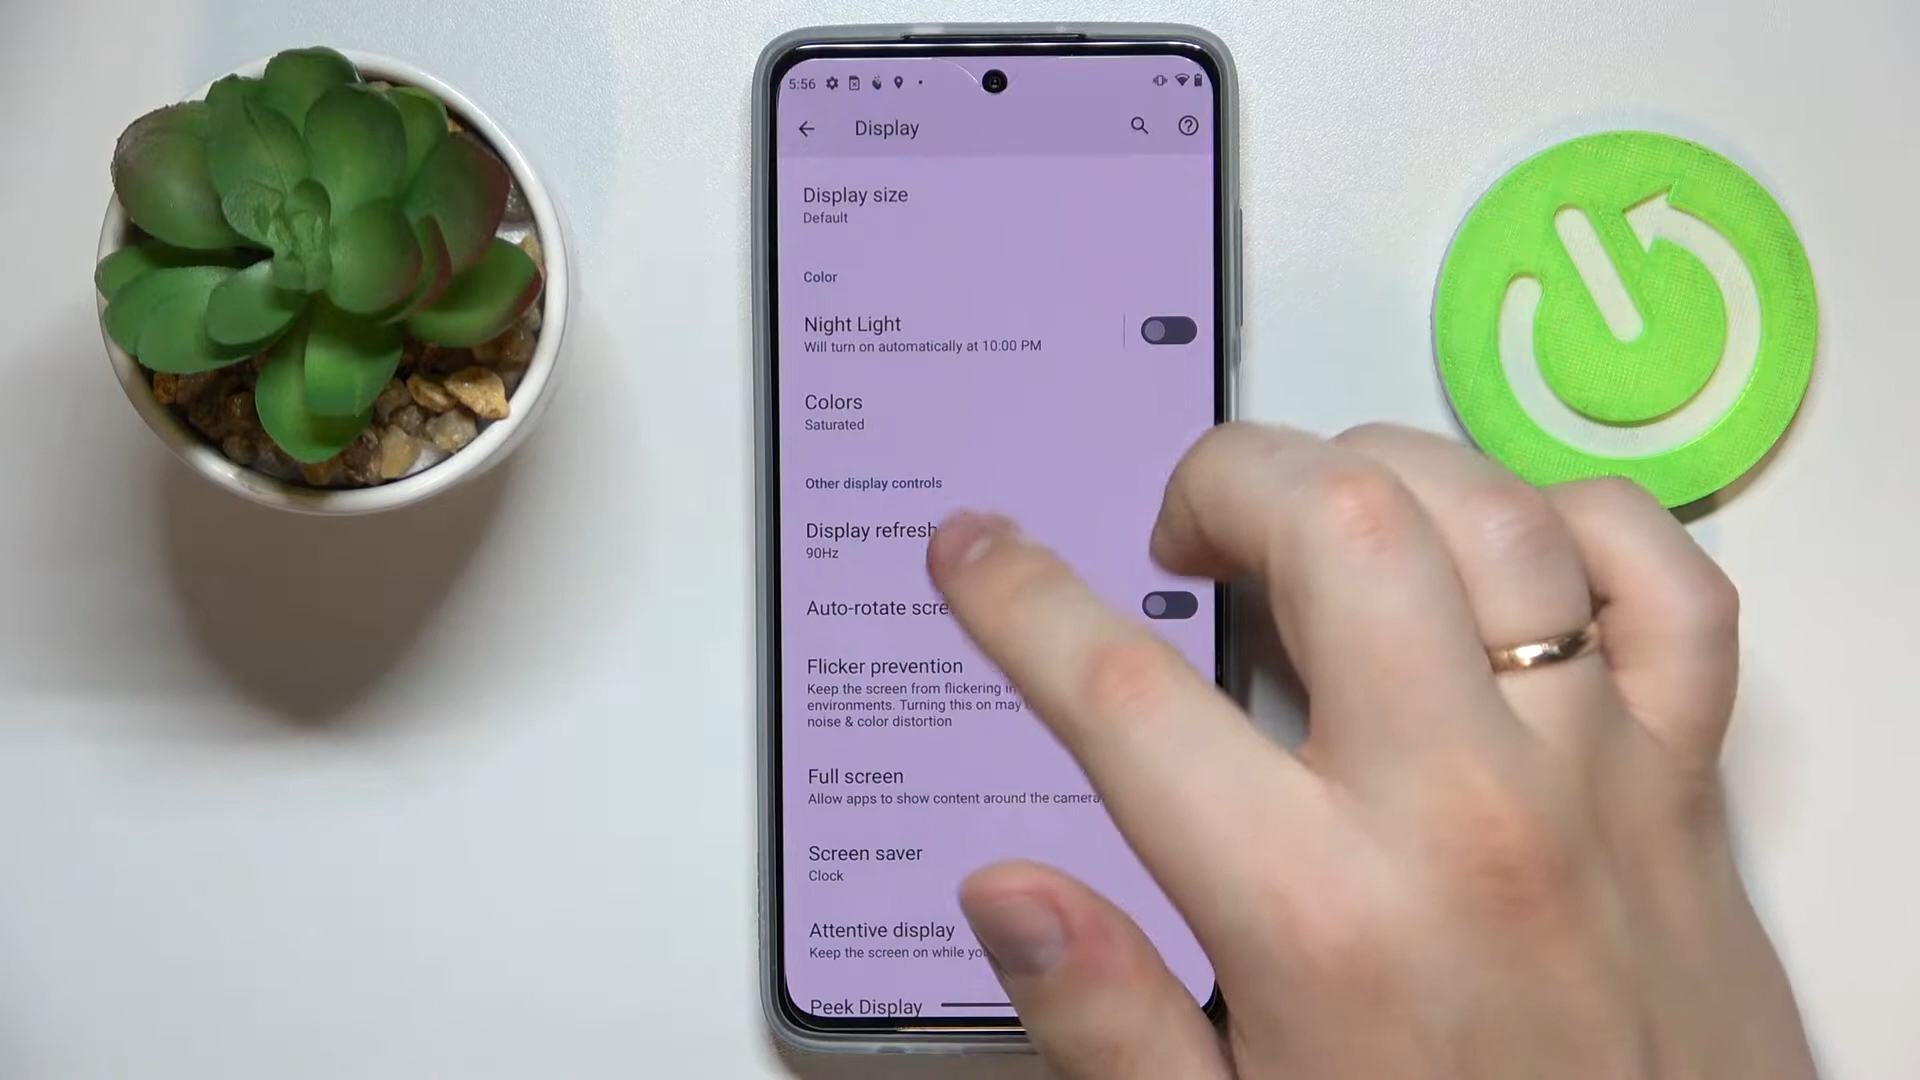 5:56
Display
Display size
Default
Color
Night Light
Will turn on automatically at 10:00 PM
Colors
Saturated
Other display controls
Display refresh
90Hz
Auto-rotate
Flicker prevention
Keep the screen from flickering in
environments. Turning this on may
noise & color distortion
Full screen
Allow apps to show content around the camera
Screen saver
Clock
Attentive display
Keep the screen on while
Peek Display